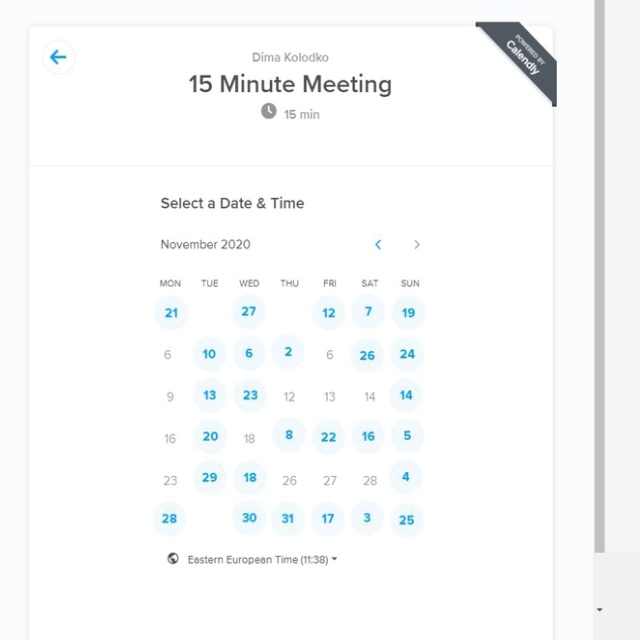 Dima Kolodko
15 Minute Meeting
15 min
POWERED BY
Calendly
Select a Date & Time
November 2020
MON TUE WED THU FRI SAT SUN
21 27 12 7 19
6 10 6 2 6 26 24
9 13 23 12 13 14 14
16 20 18 8 22 16 5
23 29 18 26 27 28 4
28 30 31 17 3 25
Eastern European Time (11:38)